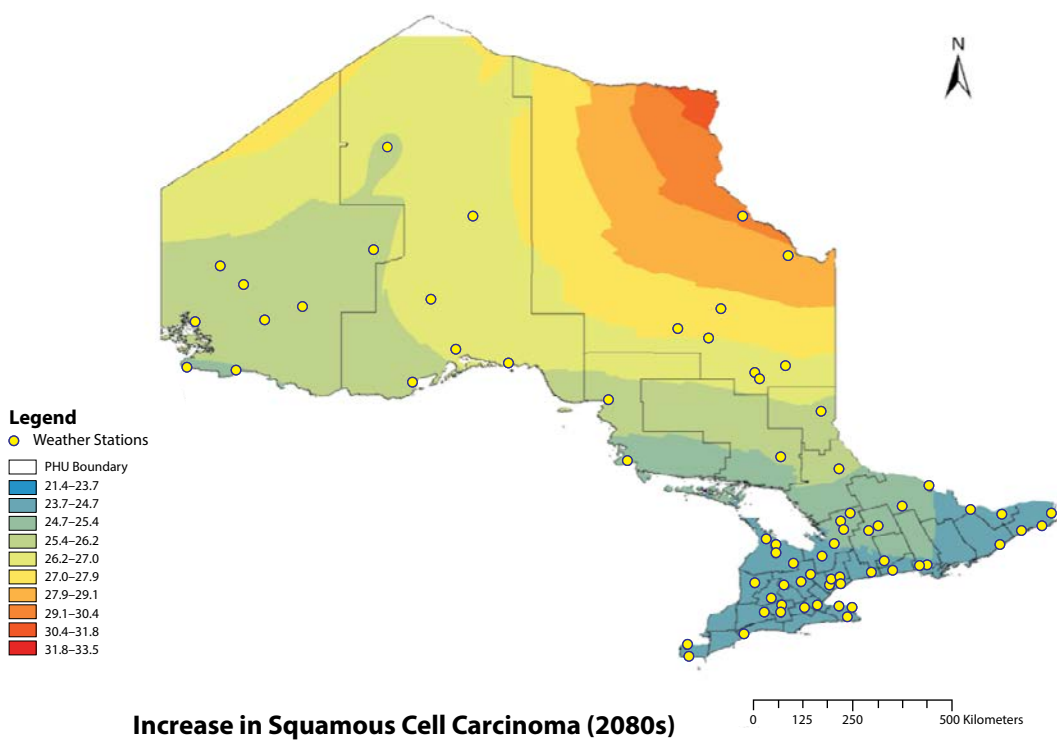 N
Legend
Weather Stations
PHU Boundary
21.4–23.7
23.7–24.7
24.7–25.4
25.4–26.2
26.2–27.0
27.0–27.9
27.9–29.1
29.1–30.4
30.4–31.8
31.8–33.5
Increase in Squamous Cell Carcinoma (2080s)
0 125 250 500 Kilometers